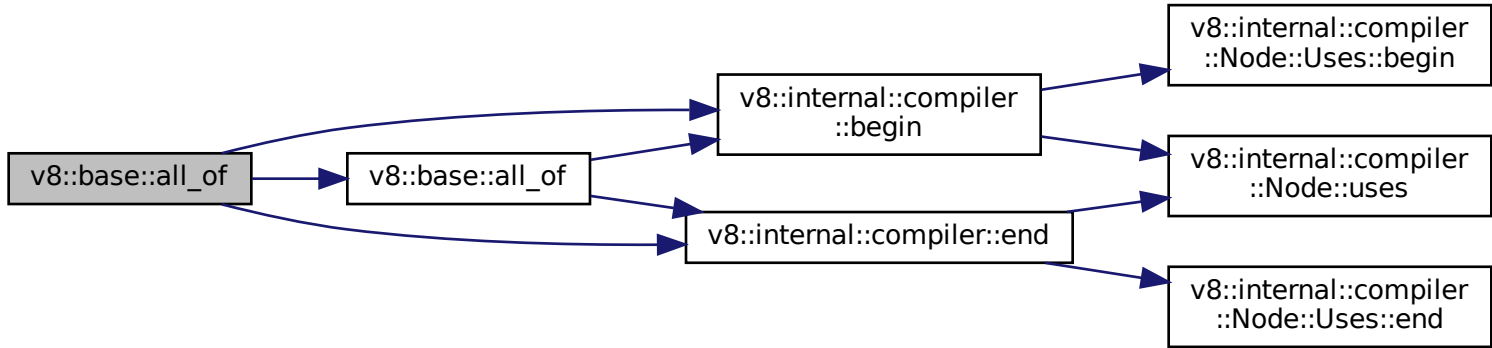 v8::base::all_of
v8::base::all_of
v8::internal::compiler
::begin
v8::internal::compiler::end
v8::internal::compiler
::Node::Uses::begin
v8::internal::compiler
::Node::uses
v8::internal::compiler
::Node::Uses::end